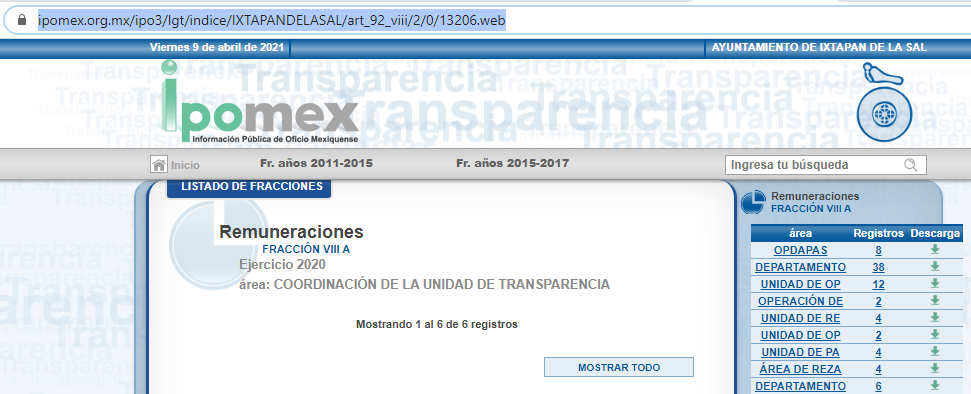 ipomex.org.mx/ipo3/lgt/indice/IXTAPANDELASAL/art_92_viii/2/0/13206.web
Viernes 9 de abril de 2021
AYUNTAMIENTO DE IXTAPAN DE LA SAL
Transparencia
ipomex
Información Pública de Oficio Mexiquense
Inicio
Fr. años 2011-2015
Fr. años 2015-2017
Ingresa tu búsqueda
LISTADO DE FRACCIONES
Remuneraciones
FRACCIÓN VIII A
Ejercicio 2020
área: COORDINACIÓN DE LA UNIDAD DE TRANSPARENCIA
Mostrando 1 al 6 de 6 registros
MOSTRAR TODO
Remuneraciones
FRACCIÓN VIII A
área Registros Descarga
OPDAPAS 8
DEPARTAMENTO 38
UNIDAD DE OP 12
OPERACIÓN DE 2
UNIDAD DE RE 4
UNIDAD DE OP 2
UNIDAD DE PA 4
ÁREA DE REZA 4
DEPARTAMENTO 6